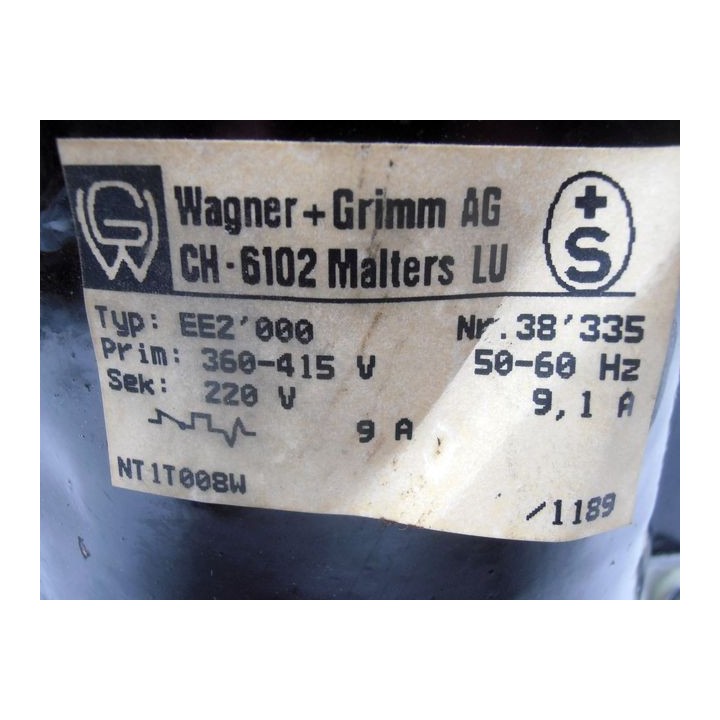 GW
Wagner+Grimm AG
CH·6102 Malters LU
+S
Typ: EE2'000 Nr.38'335
Prim: 360-415 V 50-60 Hz
Sek: 220 V 9,1 A
9 A
NT1T008W /1189